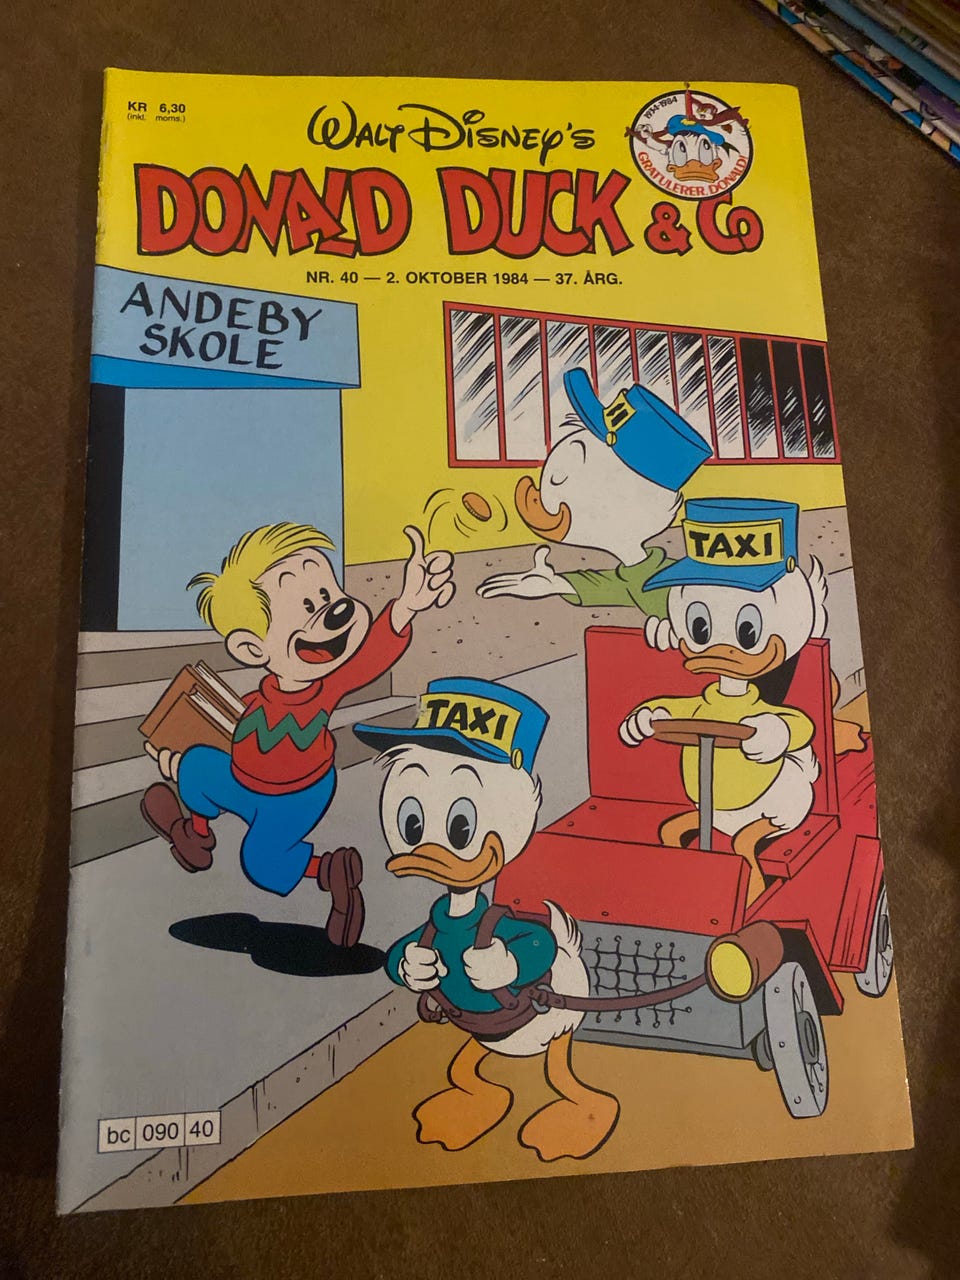 KR 6,30
(inkl. moms.)
WALT DISNEY'S
DONALD DUCK & Co
1934-1984
GRATULERER, DONALD!
NR. 40 — 2. OKTOBER 1984 — 37. ÅRG.
ANDEBY
SKOLE
TAXI
TAXI
bc 090 40